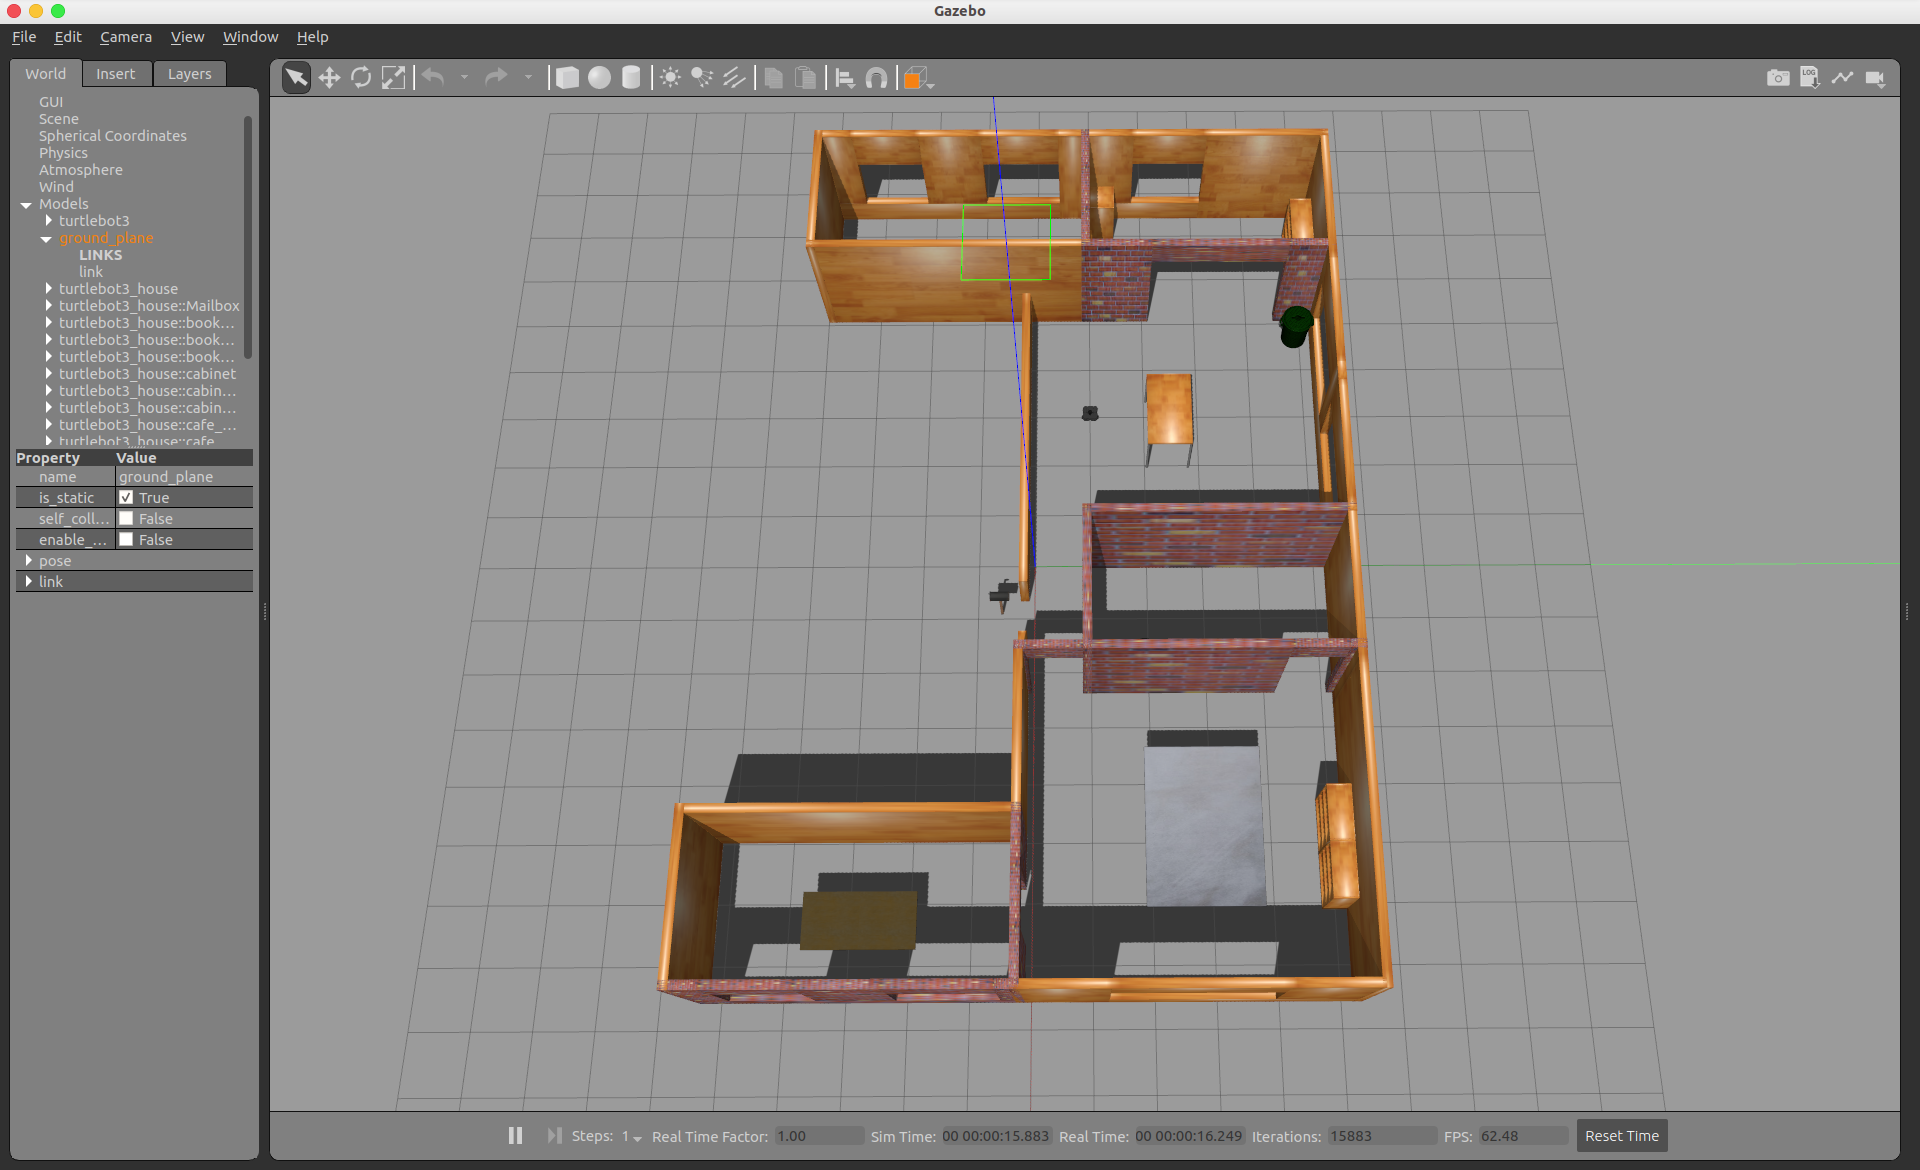 Gazebo
File Edit Camera View Window Help
World Insert Layers
GUI
Scene
Spherical Coordinates
Physics
Atmosphere
Wind
Models
turtlebot3
ground_plane
LINKS
link
turtlebot3_house
turtlebot3_house::Mailbox
turtlebot3_house::book...
turtlebot3_house::book...
turtlebot3_house::book...
turtlebot3_house::cabinet
turtlebot3_house::cabin...
turtlebot3_house::cabin...
turtlebot3_house::cafe_...
turtlebot3_house::cafe
Property Value
name ground_plane
is_static True
self_coll... False
enable_... False
pose
link
LOG
Steps: 1 Real Time Factor: 1.00 Sim Time: 00 00:00:15.883 Real Time: 00 00:00:16.249 Iterations: 15883 FPS: 62.48 Reset Time